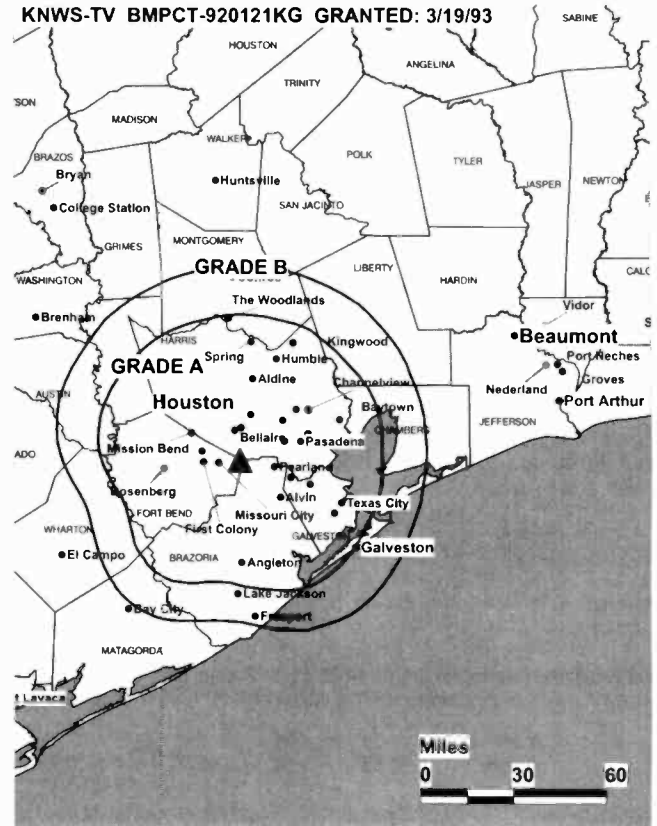 KNWS-TV BMPCT-920121KG GRANTED: 3/19/93
SABINE
HOUSTON
ANGELINA
TRINITY
SON
MADISON
WALKER
POLK
TYLER
JASPER
NEWTON
BRAZOS
Bryan
Huntsville
College Station
SAN JACINTO
GRIMES
MONTGOMERY
LIBERTY
HARDIN
CALC
WASHINGTON
GRADE B
The Woodlands
Vidor
Brenham
HARRIS
Kingwood
Beaumont
GRADE A
Spring
Humble
Port Neches
Aldine
Channelview
Nederland
Groves
AUSTIN
Houston
Baytown
Port Arthur
JEFFERSON
CHAMBERS
Mission Bend
Bellaire
Pasadena
ADO
Pearland
Rosenberg
Alvin
Texas City
FORT BEND
Missouri City
First Colony
WHARTON
GALVESTON
Galveston
El Campo
BRAZORIA
Angleton
Lake Jackson
Bay City
Freeport
MATAGORDA
t Lavaca
Miles
0 30 60